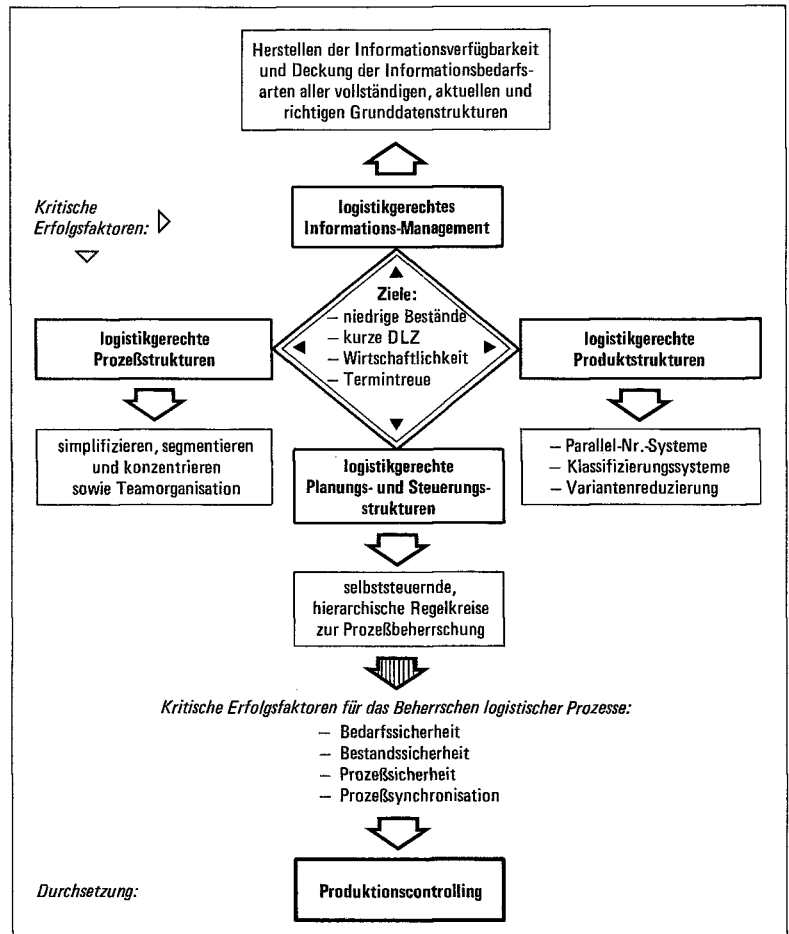 Herstellen der Informationsverfügbarkeit
und Deckung der Informationsbedarfs-
arten aller vollständigen, aktuellen und
richtigen Grunddatenstrukturen
Kritische
Erfolgsfaktoren:
logistikgerechtes
Informations-Management
Ziele:
– niedrige Bestände
– kurze DLZ
– Wirtschaftlichkeit
– Termintreue
logistikgerechte
Prozeßstrukturen
logistikgerechte
Produktstrukturen
simplifizieren, segmentieren
und konzentrieren
sowie Teamorganisation
– Parallel-Nr.-Systeme
– Klassifizierungssysteme
– Variantenreduzierung
logistikgerechte
Planungs- und Steuerungs-
strukturen
selbststeuernde,
hierarchische Regelkreise
zur Prozeßbeherrschung
Kritische Erfolgsfaktoren für das Beherrschen logistischer Prozesse:
– Bedarfssicherheit
– Bestandssicherheit
– Prozeßsicherheit
– Prozeßsynchronisation
Durchsetzung:
Produktionscontrolling